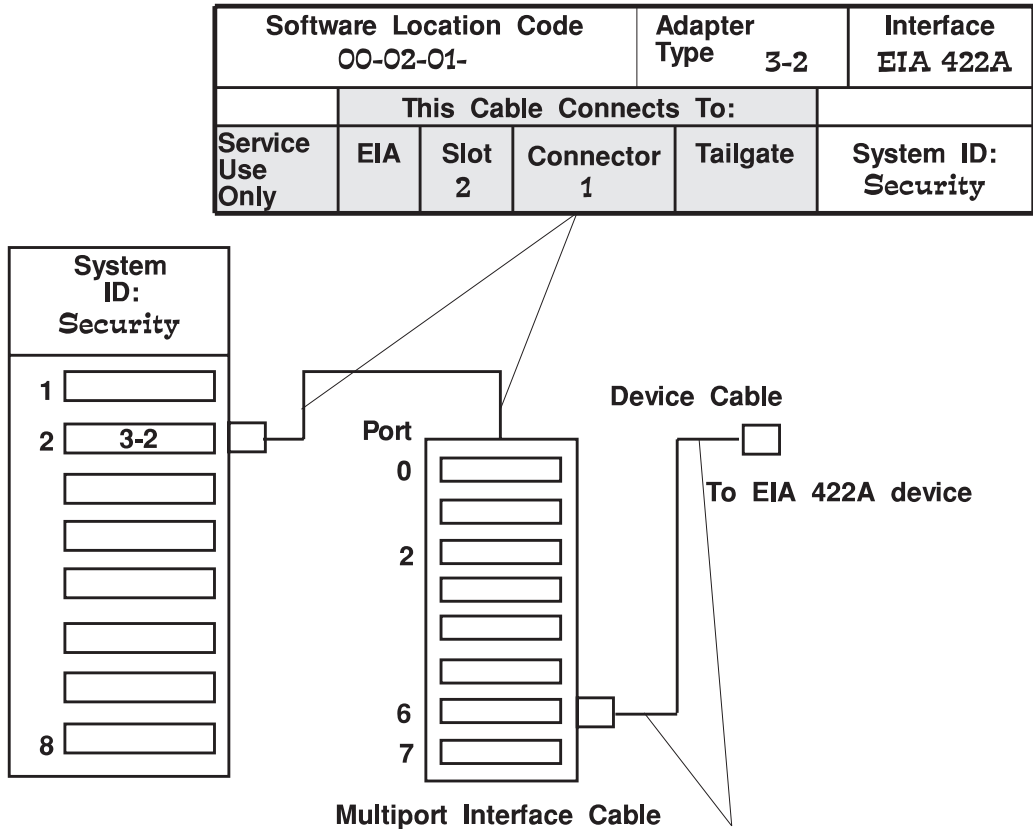 Software Location Code
00-02-01-
Adapter
Type 3-2
Interface
EIA 422A
This Cable Connects To:
Service
Use
Only
EIA
Slot
2
Connector
1
Tailgate
System ID:
Security
System
ID:
Security
1
2 3-2
8
Port
0
2
6
7
Device Cable
To EIA 422A device
Multiport Interface Cable